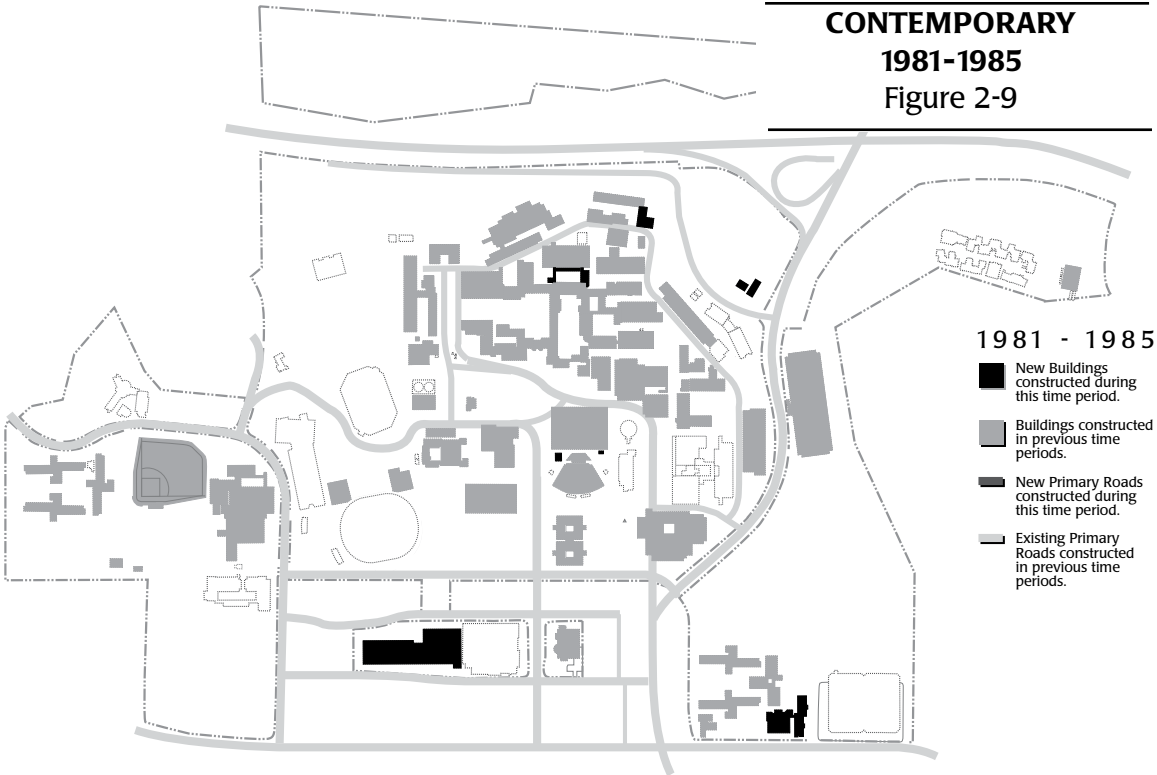 CONTEMPORARY
1981-1985
Figure 2-9
1981 - 1985
New Buildings
constructed during
this time period.
Buildings constructed
in previous time
periods.
New Primary Roads
constructed during
this time period.
Existing Primary
Roads constructed
in previous time
periods.